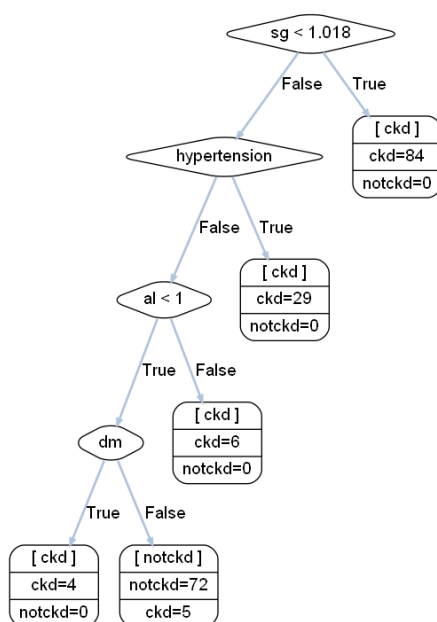 sg < 1.018
False
True
[ ckd ]
ckd=84
notckd=0
hypertension
False
True
[ ckd ]
ckd=29
notckd=0
al < 1
True
False
[ ckd ]
ckd=6
notckd=0
dm
True
False
[ ckd ]
ckd=4
notckd=0
[ notckd ]
notckd=72
ckd=5